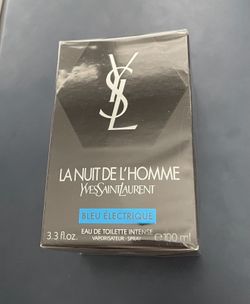 YSL
LA NUIT DE L'HOMME
YVESSAINTLAURENT
BLEU ÉLECTRIQUE
EAU DE TOILETTE INTENSE
VAPORISATEUR - SPRAY
3.3 fl.oz. ℮100 ml